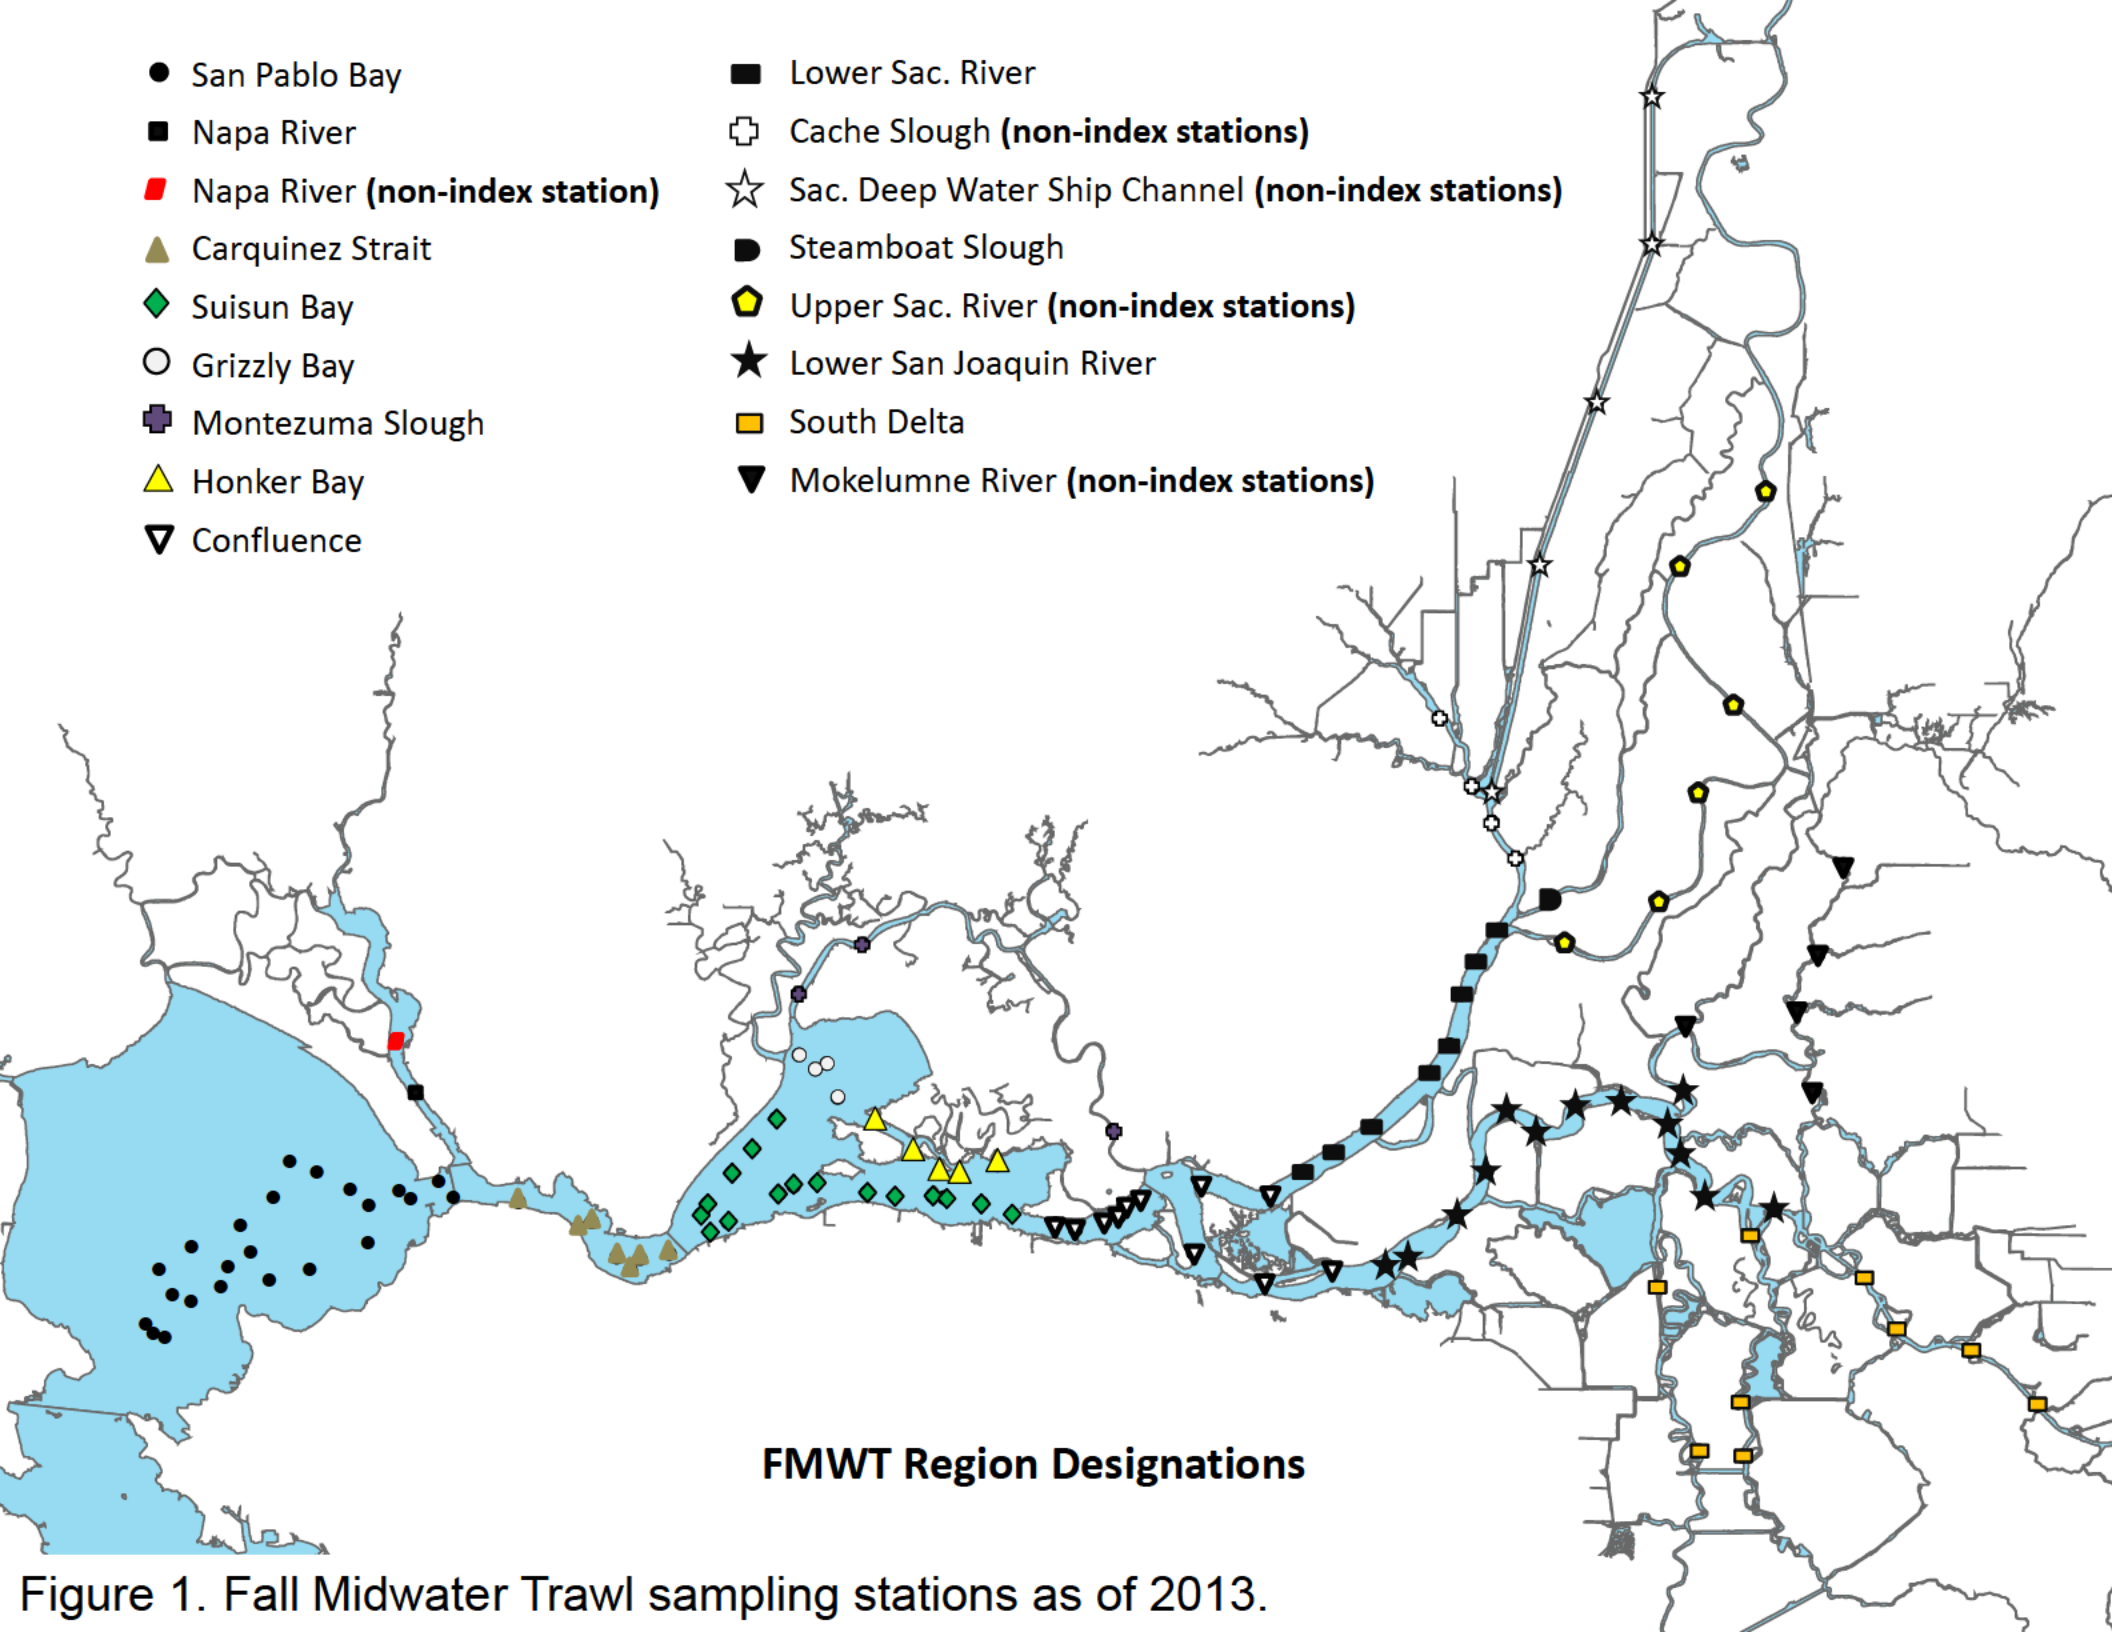 San Pablo Bay
Napa River
Napa River (non-index station)
Carquinez Strait
Suisun Bay
Grizzly Bay
Montezuma Slough
Honker Bay
Confluence
Lower Sac. River
Cache Slough (non-index stations)
Sac. Deep Water Ship Channel (non-index stations)
Steamboat Slough
Upper Sac. River (non-index stations)
Lower San Joaquin River
South Delta
Mokelumne River (non-index stations)
FMWT Region Designations
Figure 1. Fall Midwater Trawl sampling stations as of 2013.